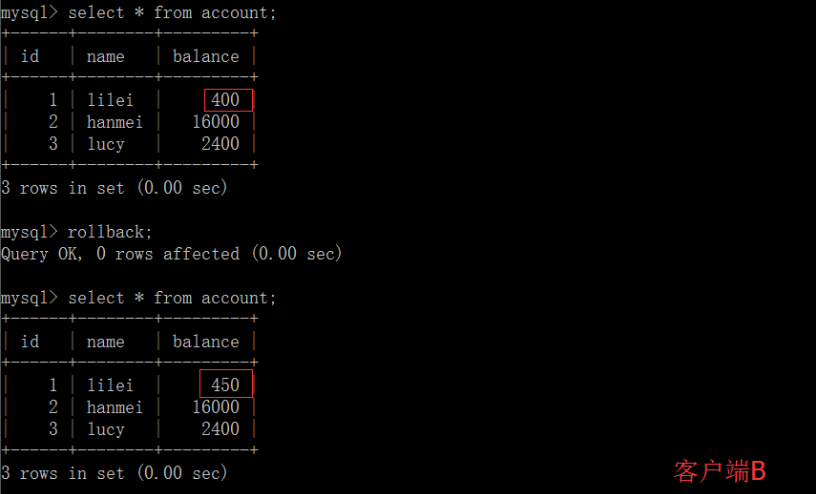 mysql> select * from account;
+------+--------+---------+
| id   | name   | balance |
+------+--------+---------+
|    1 | lilei  |     400 |
|    2 | hanmei |   16000 |
|    3 | lucy   |    2400 |
+------+--------+---------+
3 rows in set (0.00 sec)
mysql> rollback;
Query OK, 0 rows affected (0.00 sec)
mysql> select * from account;
+------+--------+---------+
| id   | name   | balance |
+------+--------+---------+
|    1 | lilei  |     450 |
|    2 | hanmei |   16000 |
|    3 | lucy   |    2400 |
+------+--------+---------+
3 rows in set (0.00 sec)
客户端B